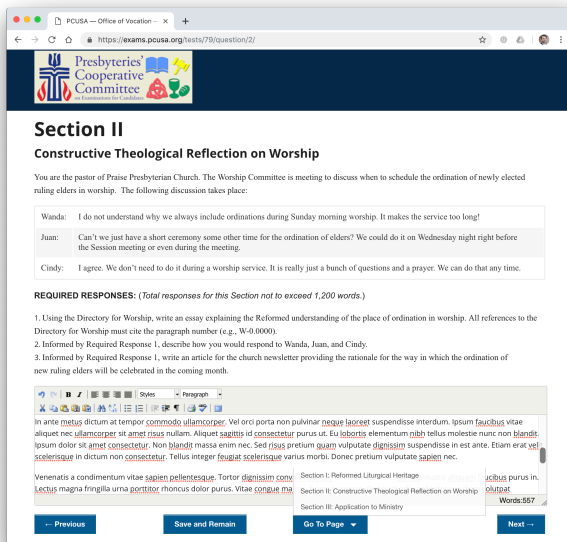 PCUSA — Office of Vocation –
https://exams.pcusa.org/tests/79/question/2/
Presbyteries'
Cooperative
Committee
on Examinations for Candidates
Section II
Constructive Theological Reflection on Worship
You are the pastor of Praise Presbyterian Church. The Worship Committee is meeting to discuss when to schedule the ordination of newly elected
ruling elders in worship. The following discussion takes place:
Wanda: I do not understand why we always include ordinations during Sunday morning worship. It makes the service too long!
Juan: Can't we just have a short ceremony some other time for the ordination of elders? We could do it on Wednesday night right before
the Session meeting or even during the meeting.
Cindy: I agree. We don't need to do it during a worship service. It is really just a bunch of questions and a prayer. We can do that any time.
REQUIRED RESPONSES: (Total responses for this Section not to exceed 1,200 words.)
1. Using the Directory for Worship, write an essay explaining the Reformed understanding of the place of ordination in worship. All references to the
Directory for Worship must cite the paragraph number (e.g., W-0.0000).
2. Informed by Required Response 1, describe how you would respond to Wanda, Juan, and Cindy.
3. Informed by Required Response 1, write an article for the church newsletter providing the rationale for the way in which the ordination of
new ruling elders will be celebrated in the coming month.
B I Styles Paragraph
In ante metus dictum at tempor commodo ullamcorper. Vel orci porta non pulvinar neque laoreet suspendisse interdum. Ipsum faucibus vitae
aliquet nec ullamcorper sit amet risus nullam. Aliquet sagittis id consectetur purus ut. Eu lobortis elementum nibh tellus molestie nunc non blandit.
Ipsum dolor sit amet consectetur. Non blandit massa enim nec. Sed risus pretium quam vulputate dignissim suspendisse in est ante. Etiam erat vel
scelerisque in dictum non consectetur. Tellus integer feugiat scelerisque varius morbi. Donec pretium vulputate sapien nec.
Venenatis a condimentum vitae sapien pellentesque. Tortor dignissim conv
Lectus magna fringilla urna porttitor rhoncus dolor purus. Vitae congue ma
ucibus purus in.
olutpat
Section I: Reformed Liturgical Heritage
Section II: Constructive Theological Reflection on Worship
Section III: Application to Ministry
Words:557
← Previous
Save and Remain
Go To Page
Next →